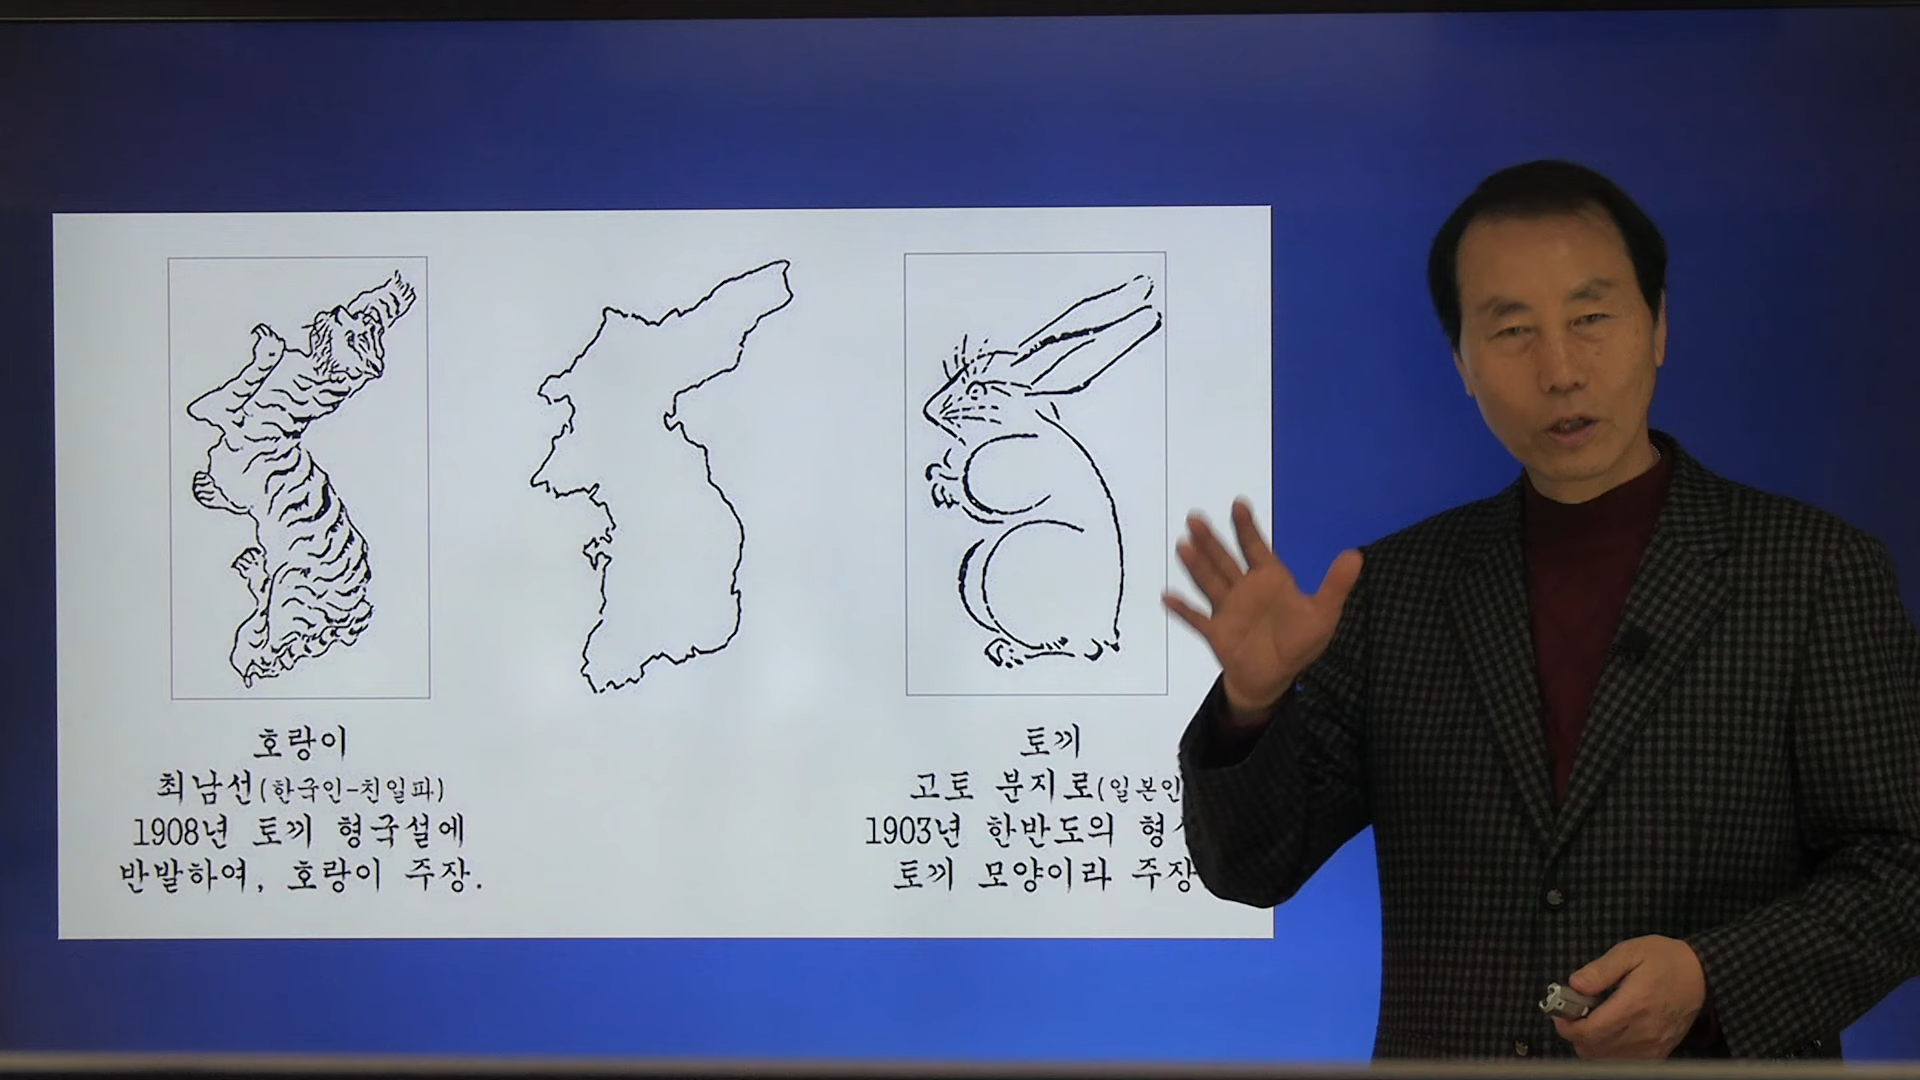 호랑이
최남선(한국인-친일파)
1908년 토끼 형국설에
반발하여, 호랑이 주장.
토끼
고토 분지로(일본인
1903년 한반도의
토끼 모양이라 주장